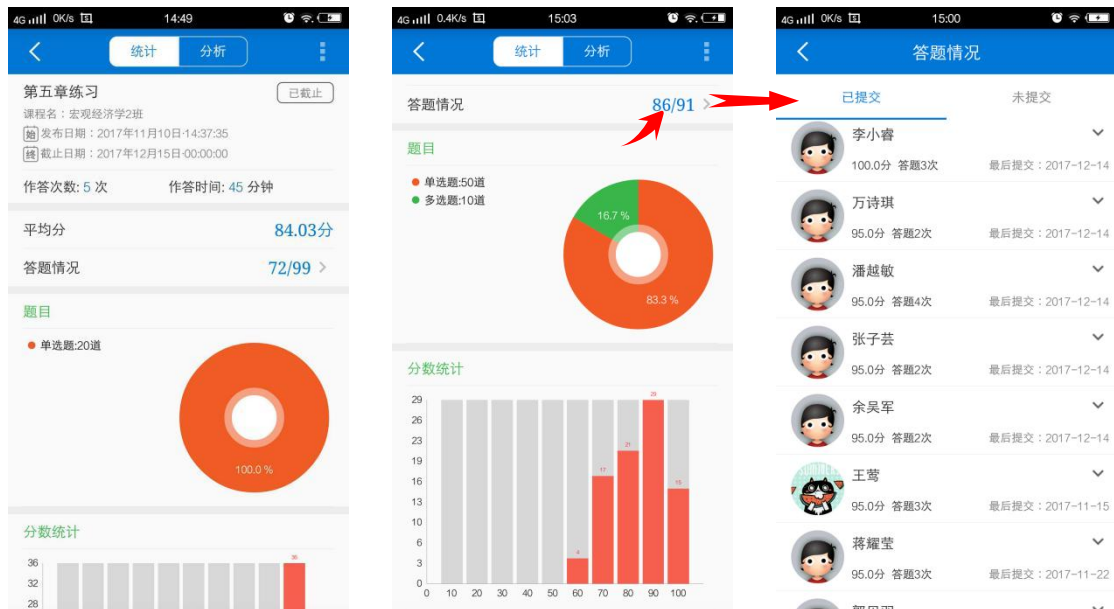 4G 0K/s 14:49
统计 分析
第五章练习 已截止
课程名：宏观经济学2班
始 发布日期：2017年11月10日-14:37:35
终 截止日期：2017年12月15日-00:00:00
作答次数: 5 次 作答时间: 45 分钟
平均分 84.03分
答题情况 72/99
题目
单选题:20道
100.0 %
分数统计
36
36
32
28
4G 0.4K/s 15:03
统计 分析
答题情况 86/91
题目
单选题:50道
多选题:10道
16.7 %
83.3 %
分数统计
29
29
26
23
21
19
17
16
15
13
10
6
4
3
0
0 10 20 30 40 50 60 70 80 90 100
4G 0K/s 15:00
答题情况
已提交 未提交
李小睿
100.0分 答题3次 最后提交：2017-12-14
万诗琪
95.0分 答题2次 最后提交：2017-12-14
潘越敏
95.0分 答题4次 最后提交：2017-12-14
张子芸
95.0分 答题2次 最后提交：2017-12-14
余吴军
95.0分 答题2次 最后提交：2017-12-14
王莺
95.0分 答题3次 最后提交：2017-11-15
蒋耀莹
95.0分 答题3次 最后提交：2017-11-22